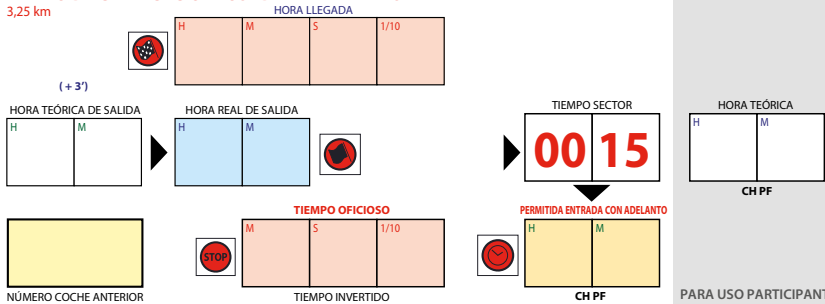 3,25 km
HORA LLEGADA
H M S 1/10
( + 3')
HORA TEÓRICA DE SALIDA HORA REAL DE SALIDA TIEMPO SECTOR HORA TEÓRICA
H M H M 00 15 H M
CH PF
TIEMPO OFICIOSO PERMITIDA ENTRADA CON ADELANTO
M S 1/10 H M
STOP
NÚMERO COCHE ANTERIOR TIEMPO INVERTIDO CH PF PARA USO PARTICIPANT